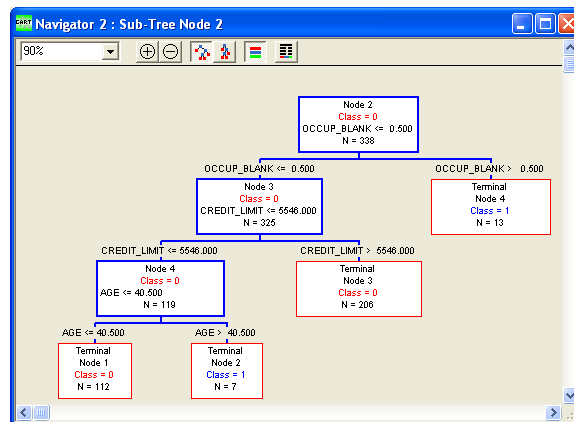 CART
Navigator 2 : Sub-Tree Node 2
90%
Node 2
Class = 0
OCCUP_BLANK <= 0.500
N = 338
OCCUP_BLANK <= 0.500
OCCUP_BLANK > 0.500
Node 3
Class = 0
CREDIT_LIMIT <= 5546.000
N = 325
Terminal
Node 4
Class = 1
N = 13
CREDIT_LIMIT <= 5546.000
CREDIT_LIMIT > 5546.000
Node 4
Class = 0
AGE <= 40.500
N = 119
Terminal
Node 3
Class = 0
N = 206
AGE <= 40.500
AGE > 40.500
Terminal
Node 1
Class = 0
N = 112
Terminal
Node 2
Class = 1
N = 7